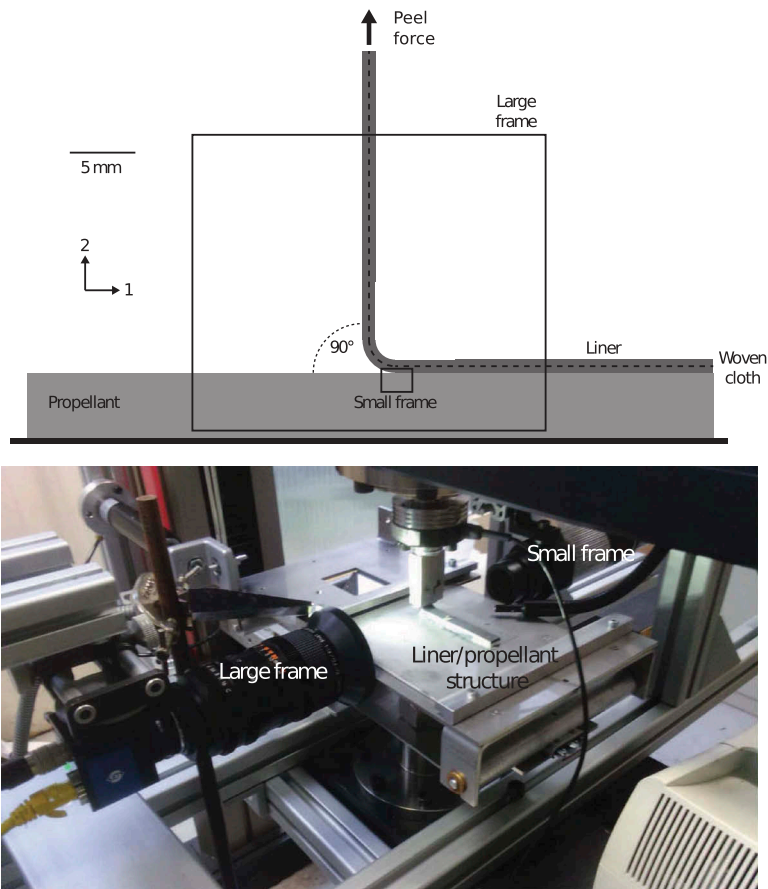 Peel
force
Large
frame
5 mm
2
1
90°
Liner
Woven
cloth
Propellant
Small frame
Small frame
Large frame
Liner/propellant
structure